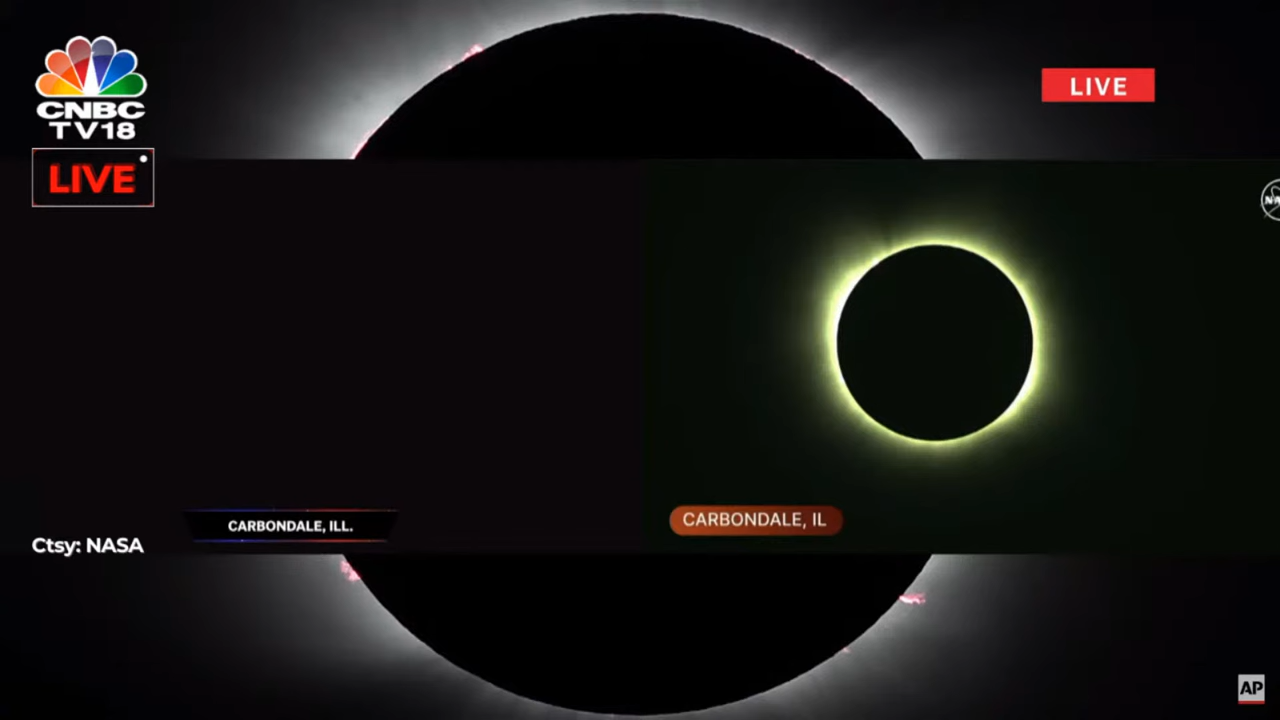 CNBC
TV18
LIVE
LIVE
CARBONDALE, ILL.
CARBONDALE, IL
Ctsy: NASA
AP